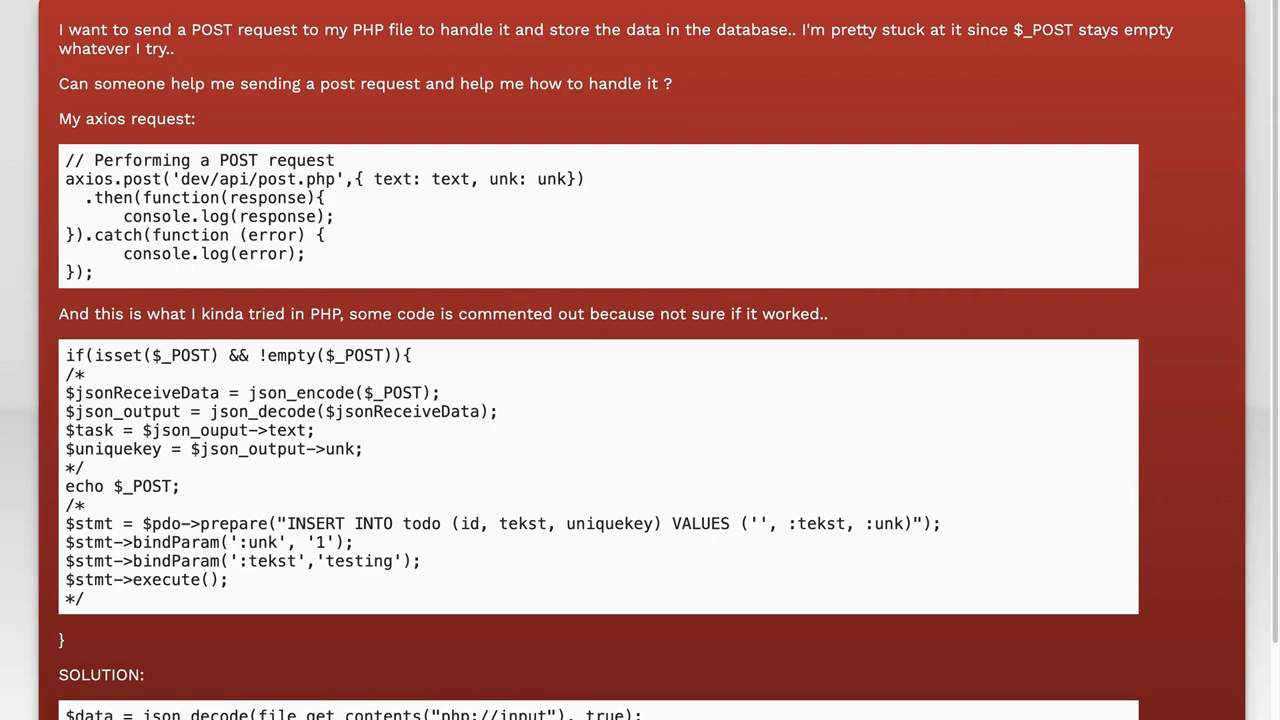 I want to send a POST request to my PHP file to handle it and store the data in the database.. I'm pretty stuck at it since $_POST stays empty
whatever I try..
Can someone help me sending a post request and help me how to handle it ?
My axios request:
// Performing a POST request
axios.post('dev/api/post.php',{ text: text, unk: unk})
  .then(function(response){
      console.log(response);
}).catch(function (error) {
      console.log(error);
});
And this is what I kinda tried in PHP, some code is commented out because not sure if it worked..
if(isset($_POST) && !empty($_POST)){
/*
$jsonReceiveData = json_encode($_POST);
$json_output = json_decode($jsonReceiveData);
$task = $json_ouput->text;
$uniquekey = $json_output->unk;
*/
echo $_POST;
/*
$stmt = $pdo->prepare("INSERT INTO todo (id, tekst, uniquekey) VALUES ('', :tekst, :unk)");
$stmt->bindParam(':unk', '1');
$stmt->bindParam(':tekst','testing');
$stmt->execute();
*/
}
SOLUTION:
$data = json_decode(file_get_contents("php://input"), true);